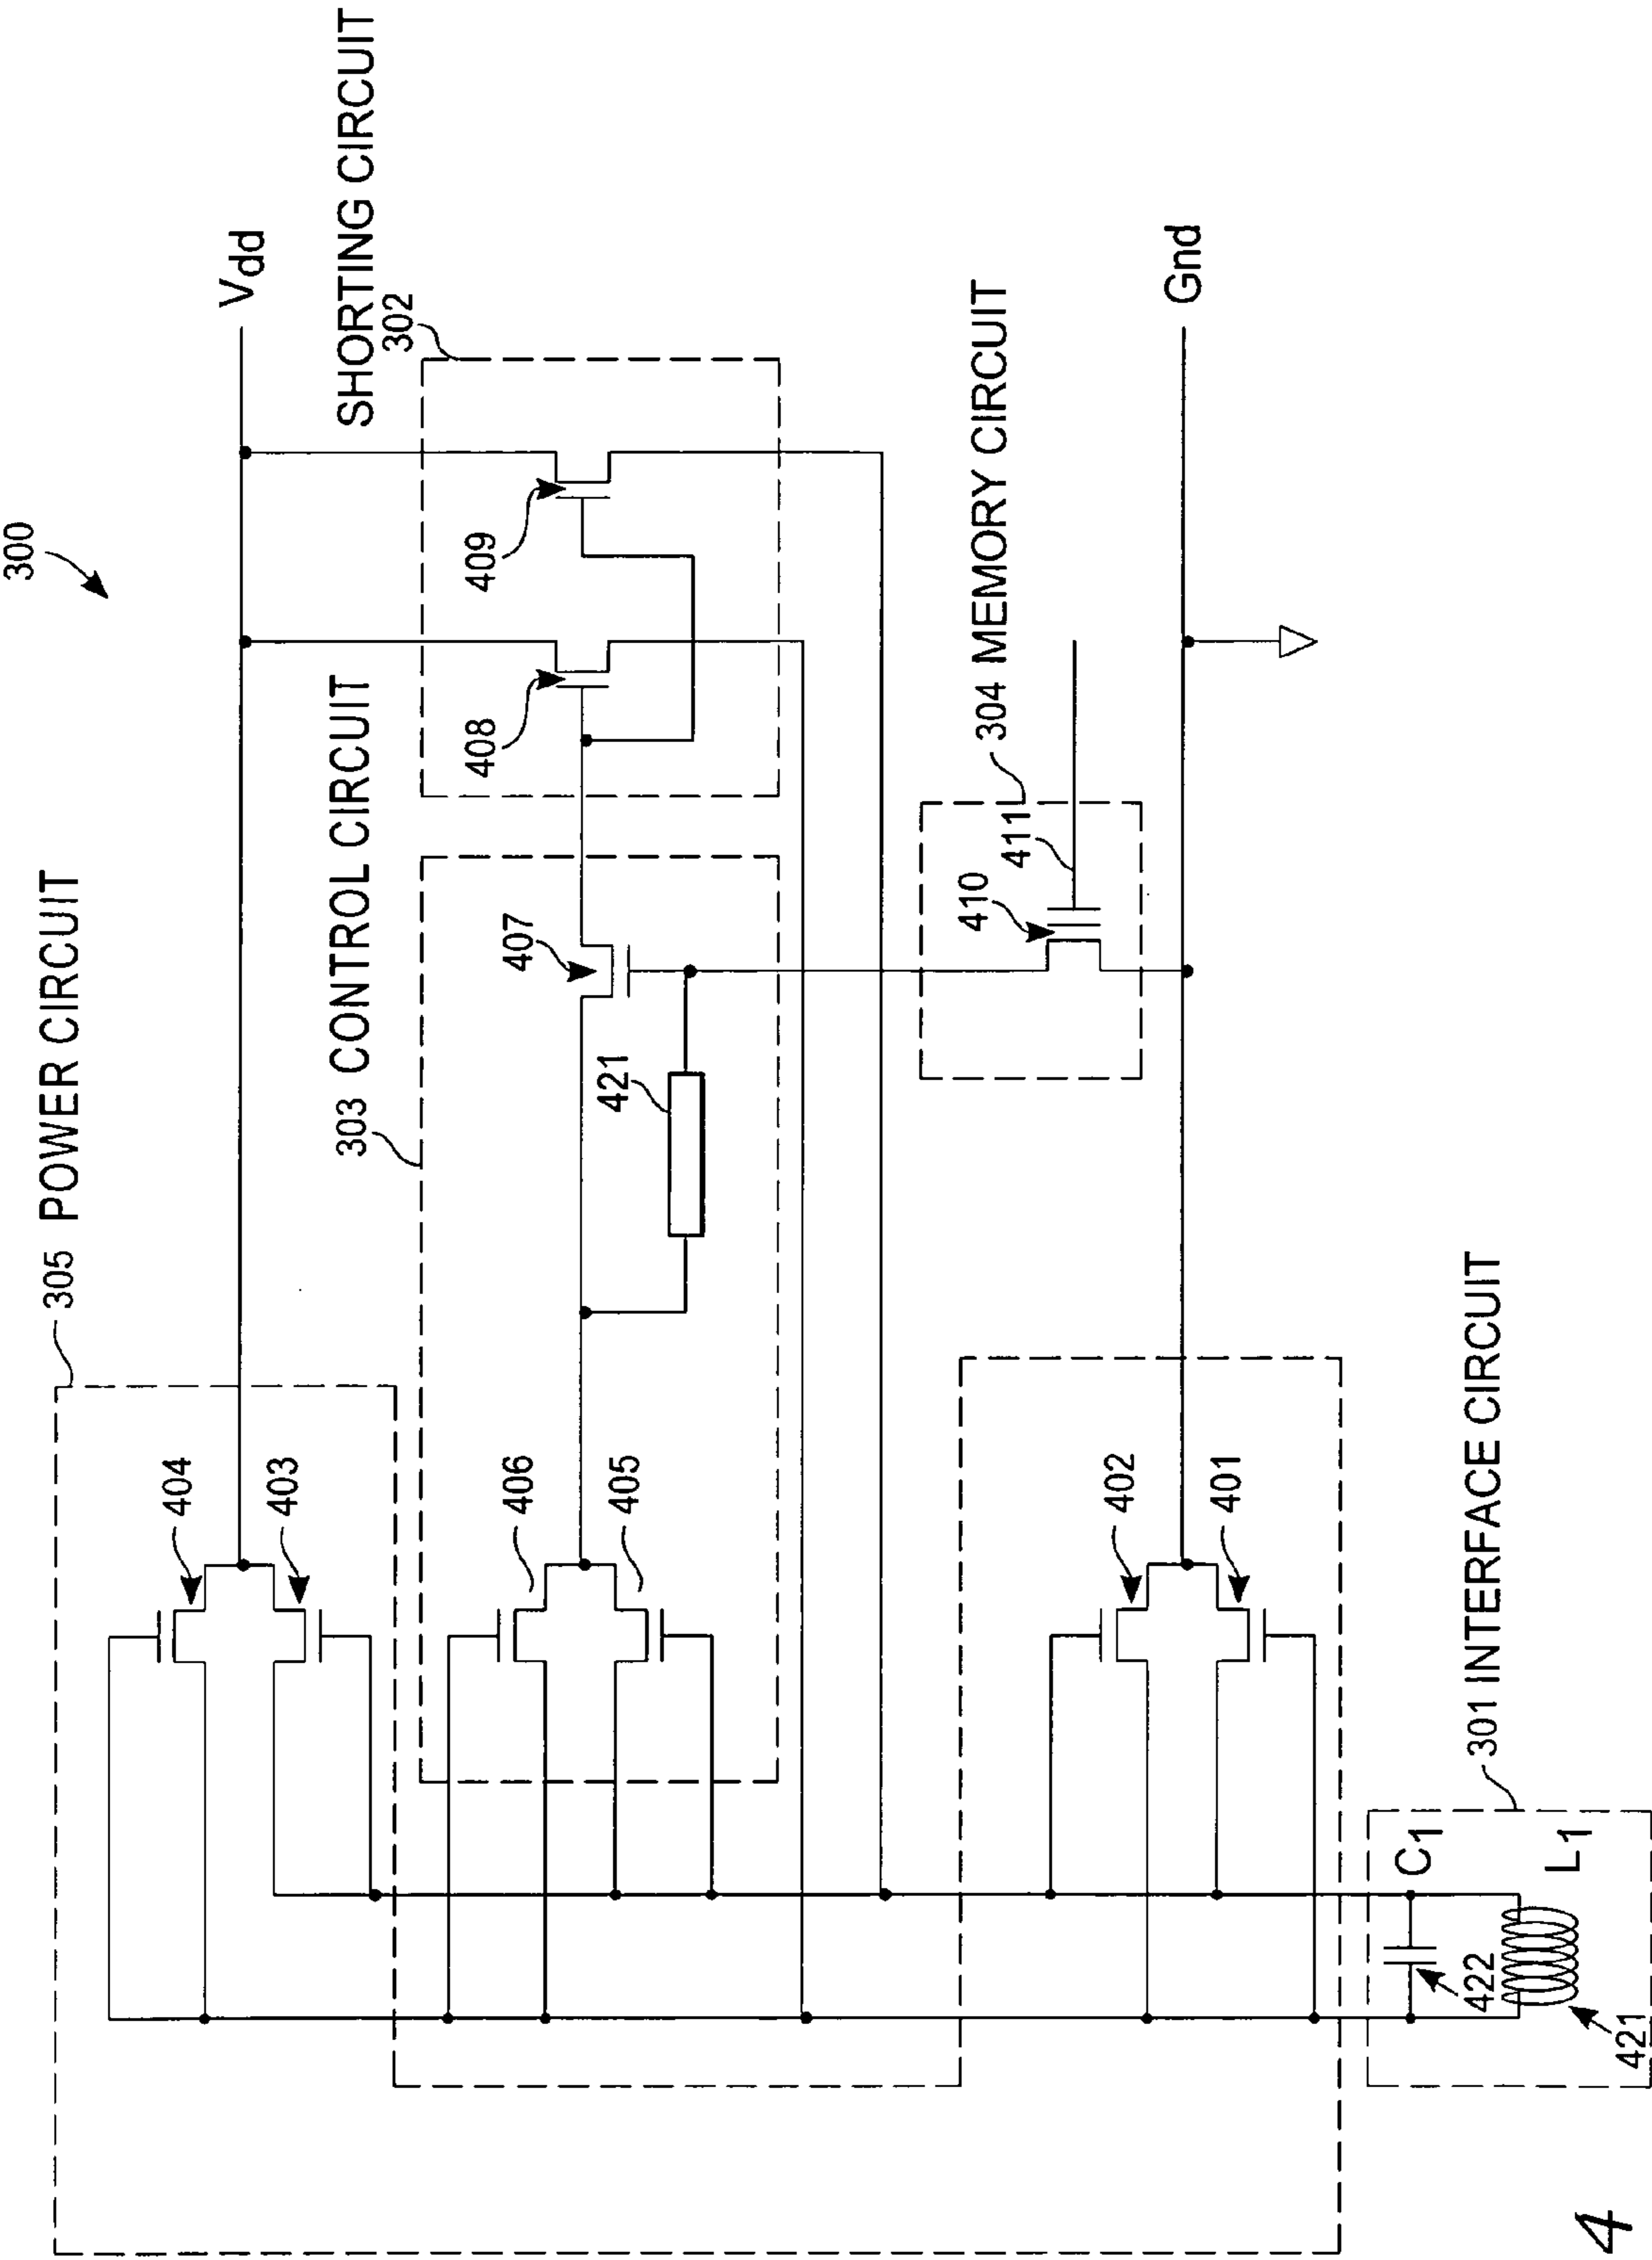 300
305 POWER CIRCUIT
404
403
Vdd
303 CONTROL CIRCUIT
SHORTING CIRCUIT
302
406
405
421
407
408
409
304 MEMORY CIRCUIT
410
411
402
401
Gnd
301 INTERFACE CIRCUIT
C1
422
L1
421
4